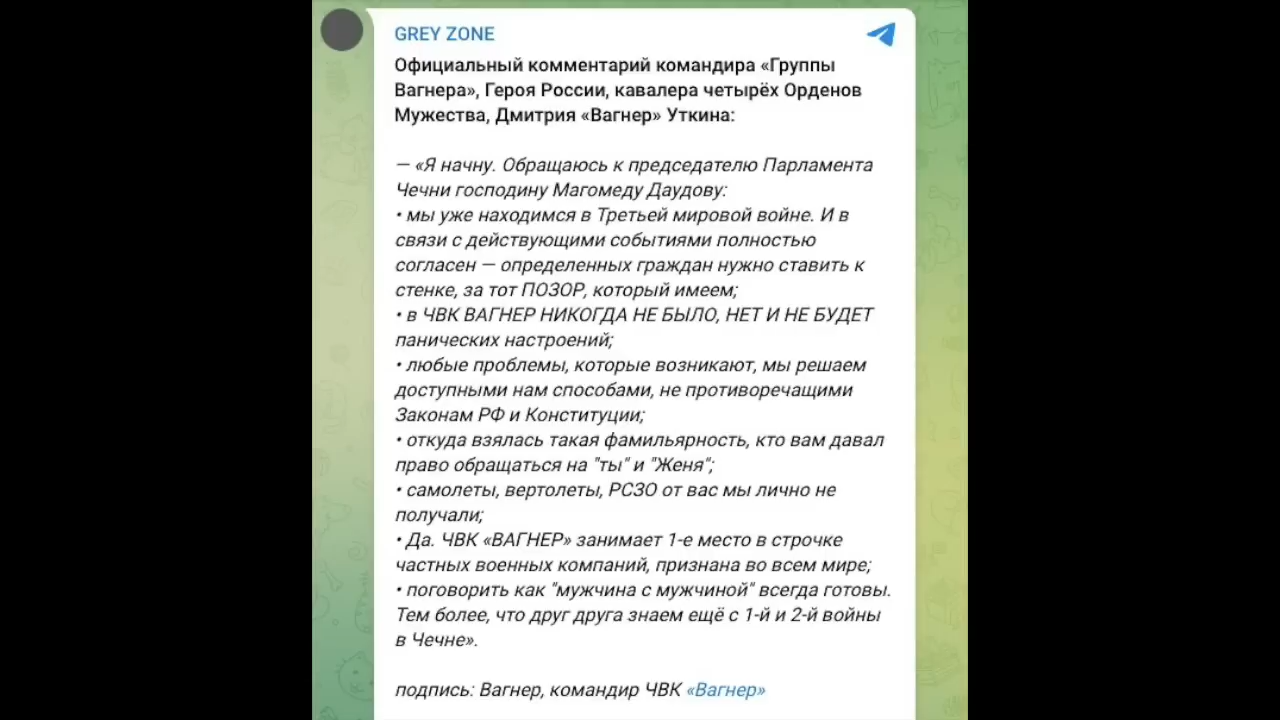 GREY ZONE
Официальный комментарий командира «Группы
Вагнера», Героя России, кавалера четырёх Орденов
Мужества, Дмитрия «Вагнер» Уткина:
— «Я начну. Обращаюсь к председателю Парламента
Чечни господину Магомеду Даудову:
• мы уже находимся в Третьей мировой войне. И в
связи с действующими событиями полностью
согласен — определенных граждан нужно ставить к
стенке, за тот ПОЗОР, который имеем;
• в ЧВК ВАГНЕР НИКОГДА НЕ БЫЛО, НЕТ И НЕ БУДЕТ
панических настроений;
• любые проблемы, которые возникают, мы решаем
доступными нам способами, не противоречащими
Законам РФ и Конституции;
• откуда взялась такая фамильярность, кто вам давал
право обращаться на "ты" и "Женя";
• самолеты, вертолеты, РСЗО от вас мы лично не
получали;
• Да. ЧВК «ВАГНЕР» занимает 1-е место в строчке
частных военных компаний, признана во всем мире;
• поговорить как "мужчина с мужчиной" всегда готовы.
Тем более, что друг друга знаем ещё с 1-й и 2-й войны
в Чечне».
подпись: Вагнер, командир ЧВК «Вагнер»